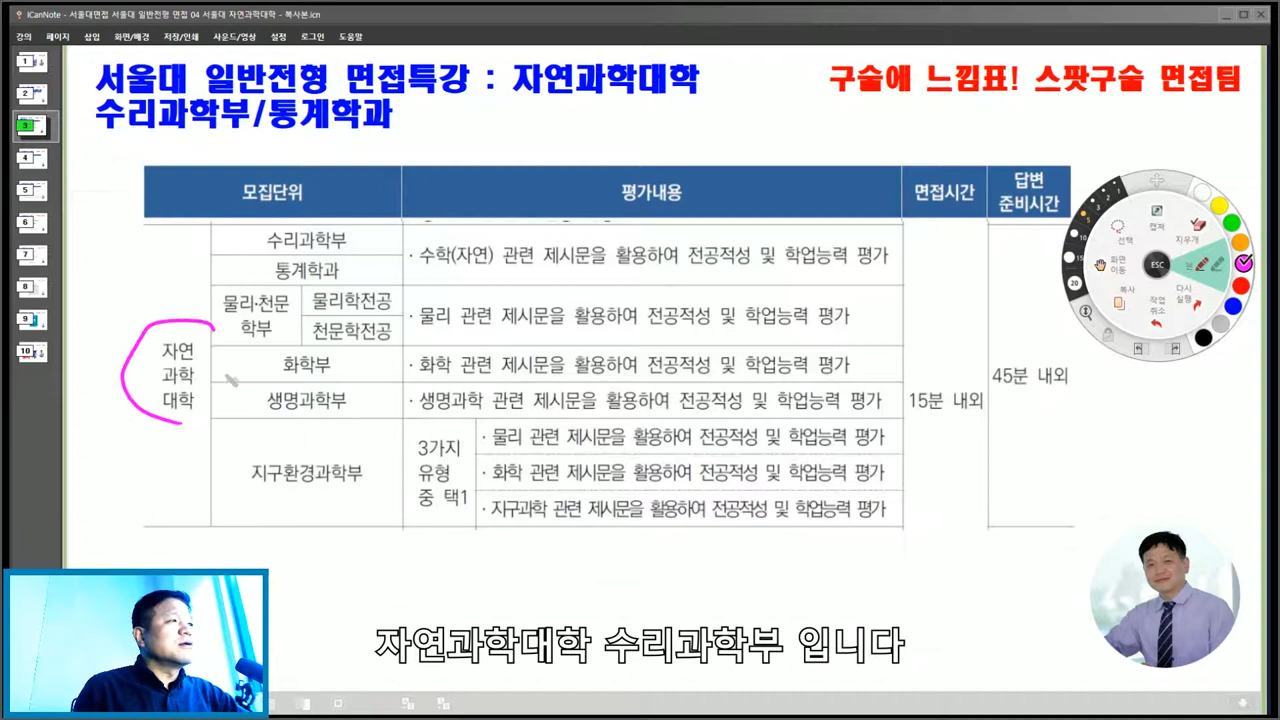 ICanNote - 서울대면접 서울대 일반전형 면접 04 서울대 자연과학대학 - 복사본.icn
강의 페이지 삽입 화면/배경 저장/인쇄 사운드/영상 설정 로그인 도움말
1
2
3
4
5
6
7
8
9
10
서울대 일반전형 면접특강 : 자연과학대학
수리과학부/통계학과
구술에 느낌표! 스팟구술 면접팀
모집단위 평가내용 면접시간 답변 준비시간
자연 과학 대학
수리과학부
통계학과
· 수학(자연) 관련 제시문을 활용하여 전공적성 및 학업능력 평가
물리·천문 학부
물리학전공
천문학전공
· 물리 관련 제시문을 활용하여 전공적성 및 학업능력 평가
화학부 · 화학 관련 제시문을 활용하여 전공적성 및 학업능력 평가
생명과학부 · 생명과학 관련 제시문을 활용하여 전공적성 및 학업능력 평가
지구환경과학부
3가지
유형
중 택1
· 물리 관련 제시문을 활용하여 전공적성 및 학업능력 평가
· 화학 관련 제시문을 활용하여 전공적성 및 학업능력 평가
· 지구과학 관련 제시문을 활용하여 전공적성 및 학업능력 평가
15분 내외
45분 내외
캡쳐
선택
지우개
화면 이동
ESC
복사
작업 취소
다시 실행
10
15
20
자연과학대학 수리과학부 입니다